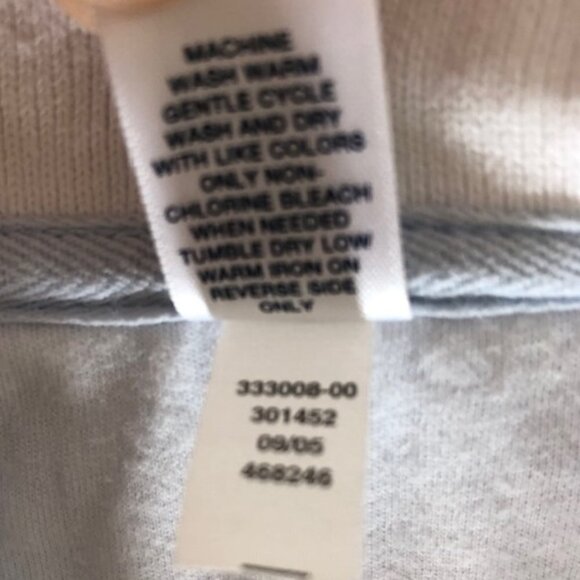 MACHINE
WASH WARM
GENTLE CYCLE
WASH AND DRY
WITH LIKE COLORS
ONLY NON-
CHLORINE BLEACH
WHEN NEEDED
TUMBLE DRY LOW
WARM IRON ON
REVERSE SIDE
ONLY
333008-00
301452
09/05
468246